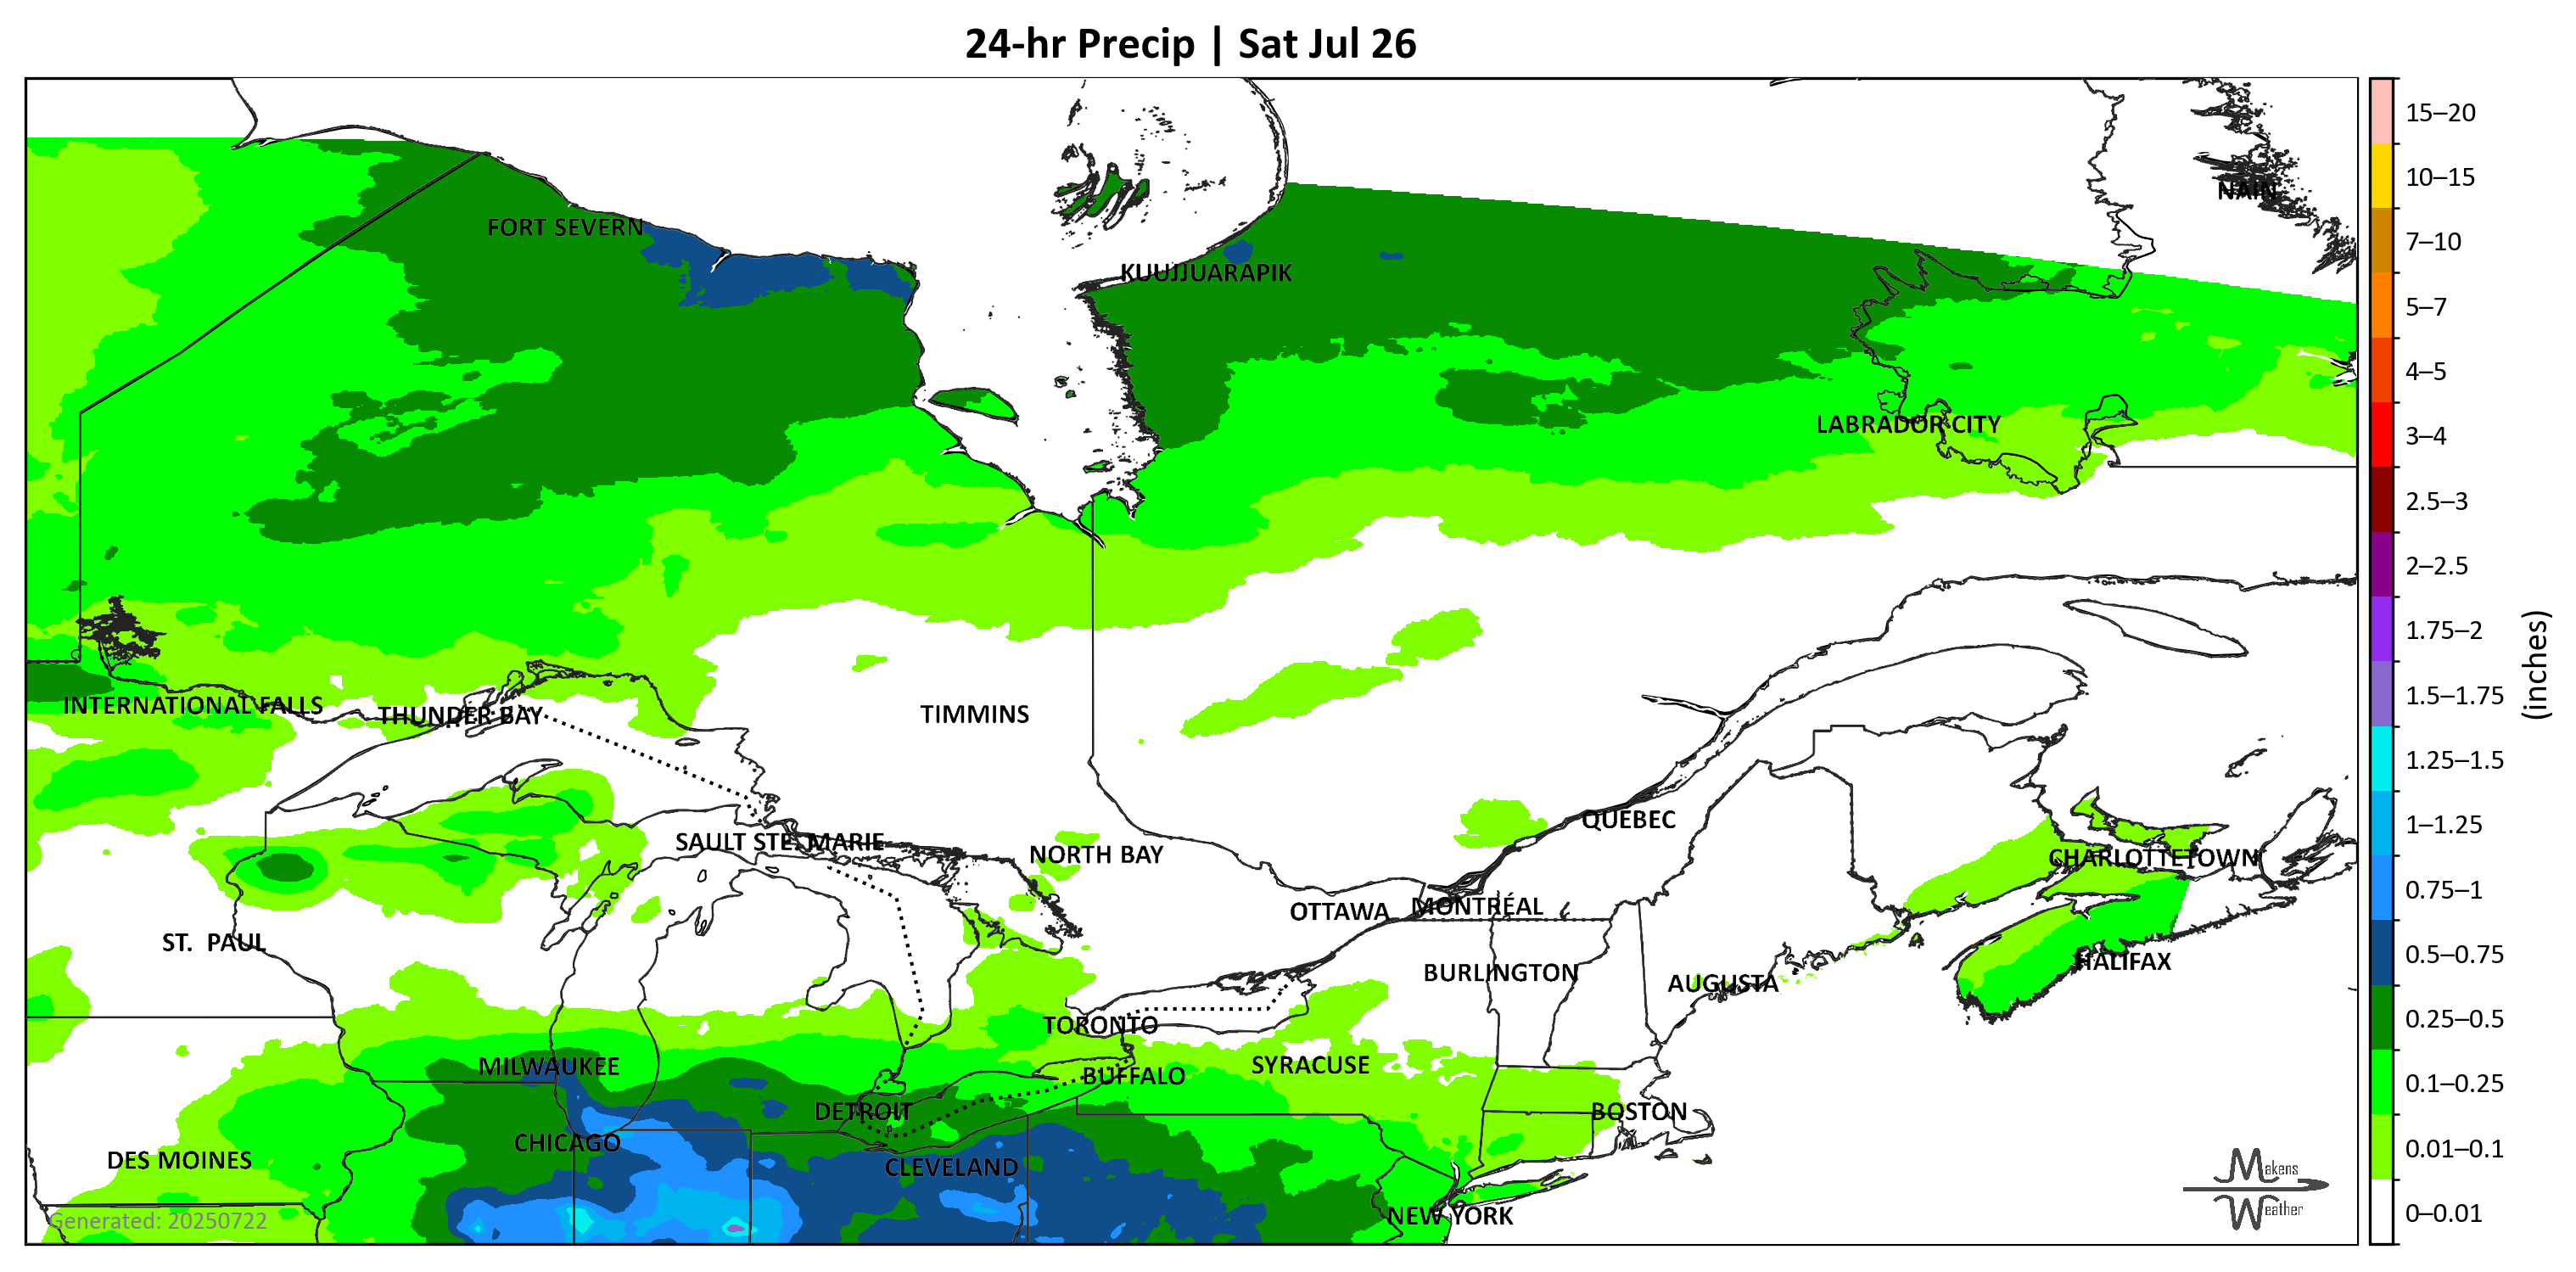 24-hr Precip | Sat Jul 26
15–20
10–15
NAIN
FORT SEVERN
7–10
KUUJJUARAPIK
5–7
4–5
LABRADOR CITY
3–4
2.5–3
2–2.5
1.75–2
(inches)
1.5–1.75
INTERNATIONAL FALLS
THUNDER BAY
TIMMINS
1.25–1.5
QUEBEC
1–1.25
SAULT STE. MARIE
NORTH BAY
CHARLOTTETOWN
0.75–1
OTTAWA
MONTRÉAL
ST. PAUL
0.5–0.75
HALIFAX
BURLINGTON
AUGUSTA
TORONTO
0.25–0.5
MILWAUKEE
SYRACUSE
BUFFALO
0.1–0.25
DETROIT
BOSTON
CHICAGO
0.01–0.1
DES MOINES
CLEVELAND
Makens
Weather
NEW YORK
0–0.01
Generated: 20250722